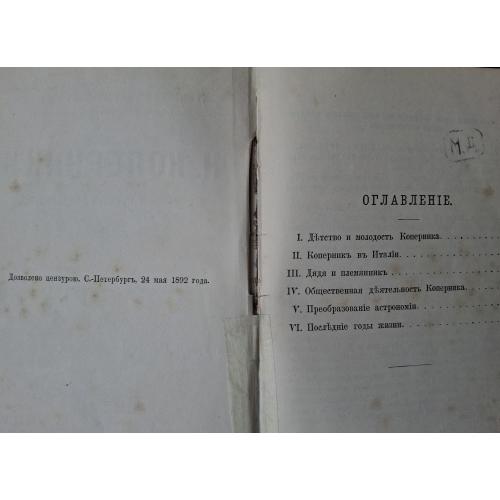 Дозволено цензурою. С.-Петербургъ, 24 мая 1892 года.
М. Д.
ОГЛАВЛЕНІЕ.
I. Дѣтство и молодость Коперника.
II. Коперникъ въ Италіи.
III. Дядя и племянникъ.
IV. Общественная дѣятельность Коперника.
V. Преобразованіе астрономіи.
VI. Послѣдніе годы жизни.